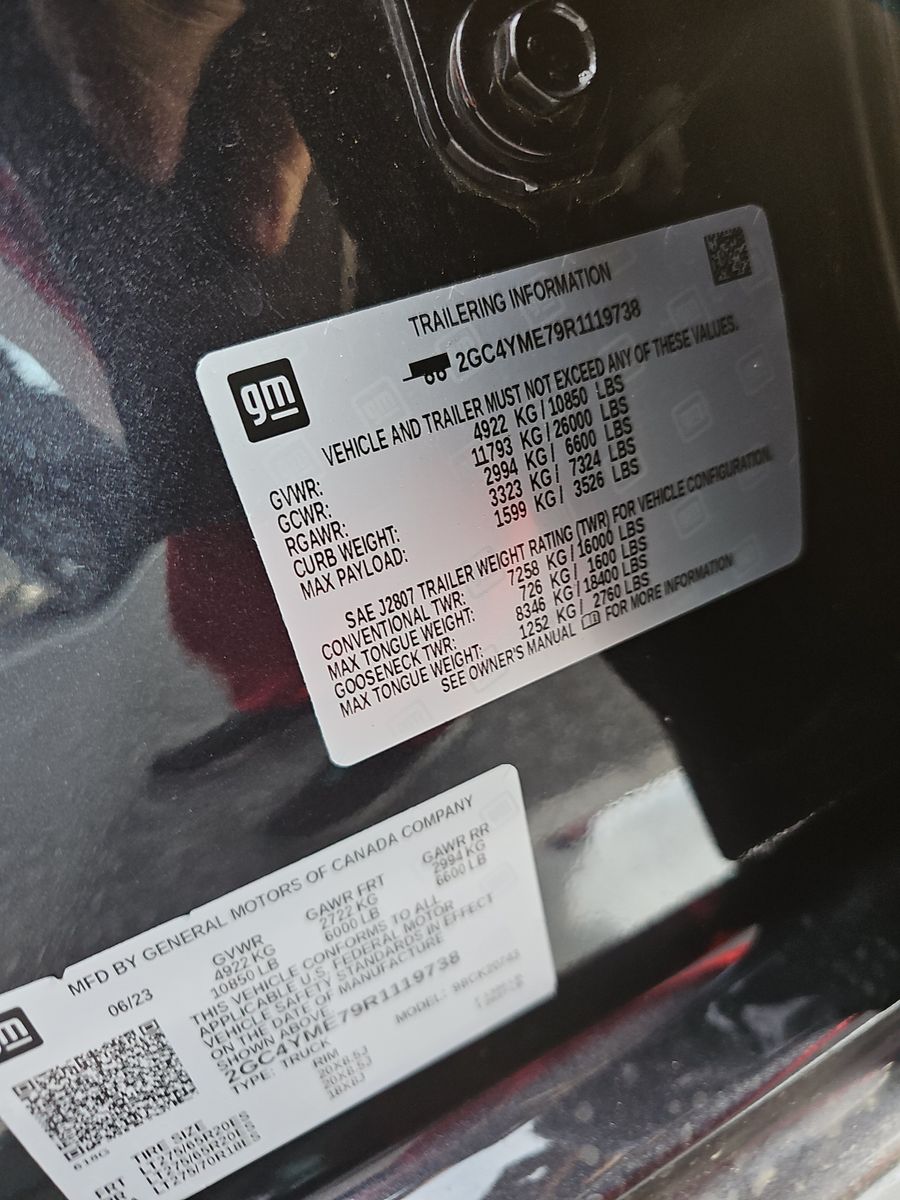 TRAILERING INFORMATION
gm
2GC4YME79R1119738
VEHICLE AND TRAILER MUST NOT EXCEED ANY OF THESE VALUES.
GVWR: 4922 KG / 10850 LBS
GCWR: 11793 KG / 26000 LBS
RGAWR: 2994 KG / 6600 LBS
CURB WEIGHT: 3323 KG / 7324 LBS
MAX PAYLOAD: 1599 KG / 3526 LBS
SAE J2807 TRAILER WEIGHT RATING (TWR) FOR VEHICLE CONFIGURATION.
CONVENTIONAL TWR: 7258 KG / 16000 LBS
MAX TONGUE WEIGHT: 726 KG / 1600 LBS
GOOSENECK TWR: 8346 KG / 18400 LBS
MAX TONGUE WEIGHT: 1252 KG / 2760 LBS
SEE OWNER'S MANUAL FOR MORE INFORMATION
MFD BY GENERAL MOTORS OF CANADA COMPANY
gm
06/23 GVWR GAWR FRT GAWR RR
4922 KG 2722 KG 2994 KG
10850 LB 6000 LB 6600 LB
THIS VEHICLE CONFORMS TO ALL
APPLICABLE U.S. FEDERAL MOTOR
VEHICLE SAFETY STANDARDS IN EFFECT
ON THE DATE OF MANUFACTURE
SHOWN ABOVE.
2GC4YME79R1119738
TYPE: TRUCK MODEL:
TIRE SIZE RIM
FRT LT275/65R20ES 20X8.5J
LT275/65R20ES 20X8.5J
LT275/70R18ES 18X8J